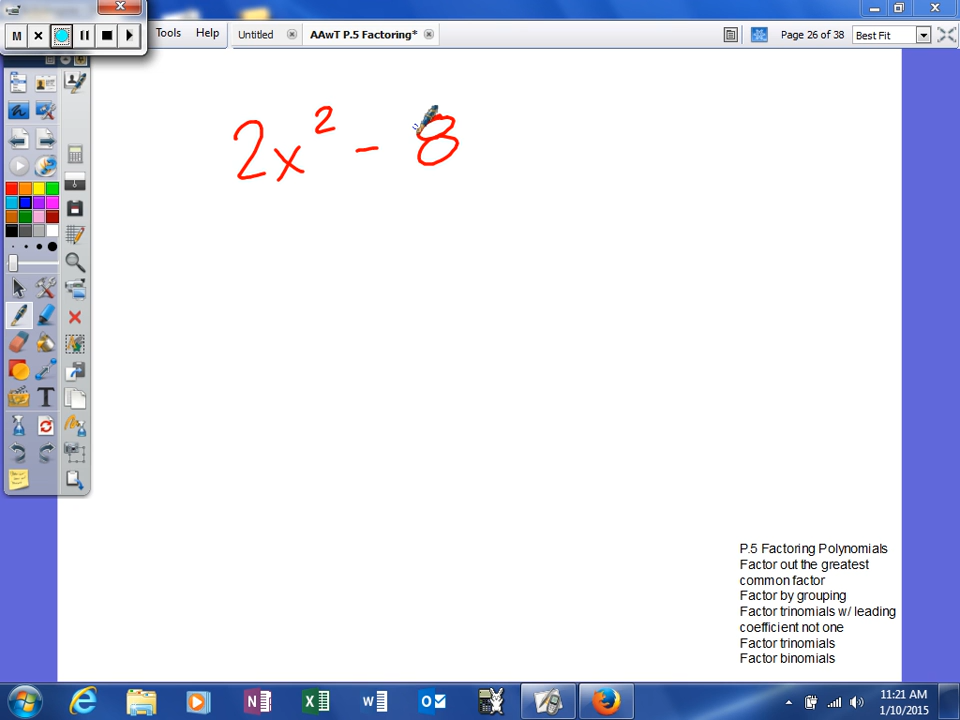 M
Tools Help Untitled AAwT P.5 Factoring* Page 26 of 38 Best Fit
2x² - 8
T
P.5 Factoring Polynomials
Factor out the greatest
common factor
Factor by grouping
Factor trinomials w/ leading
coefficient not one
Factor trinomials
Factor binomials
11:21 AM
1/10/2015